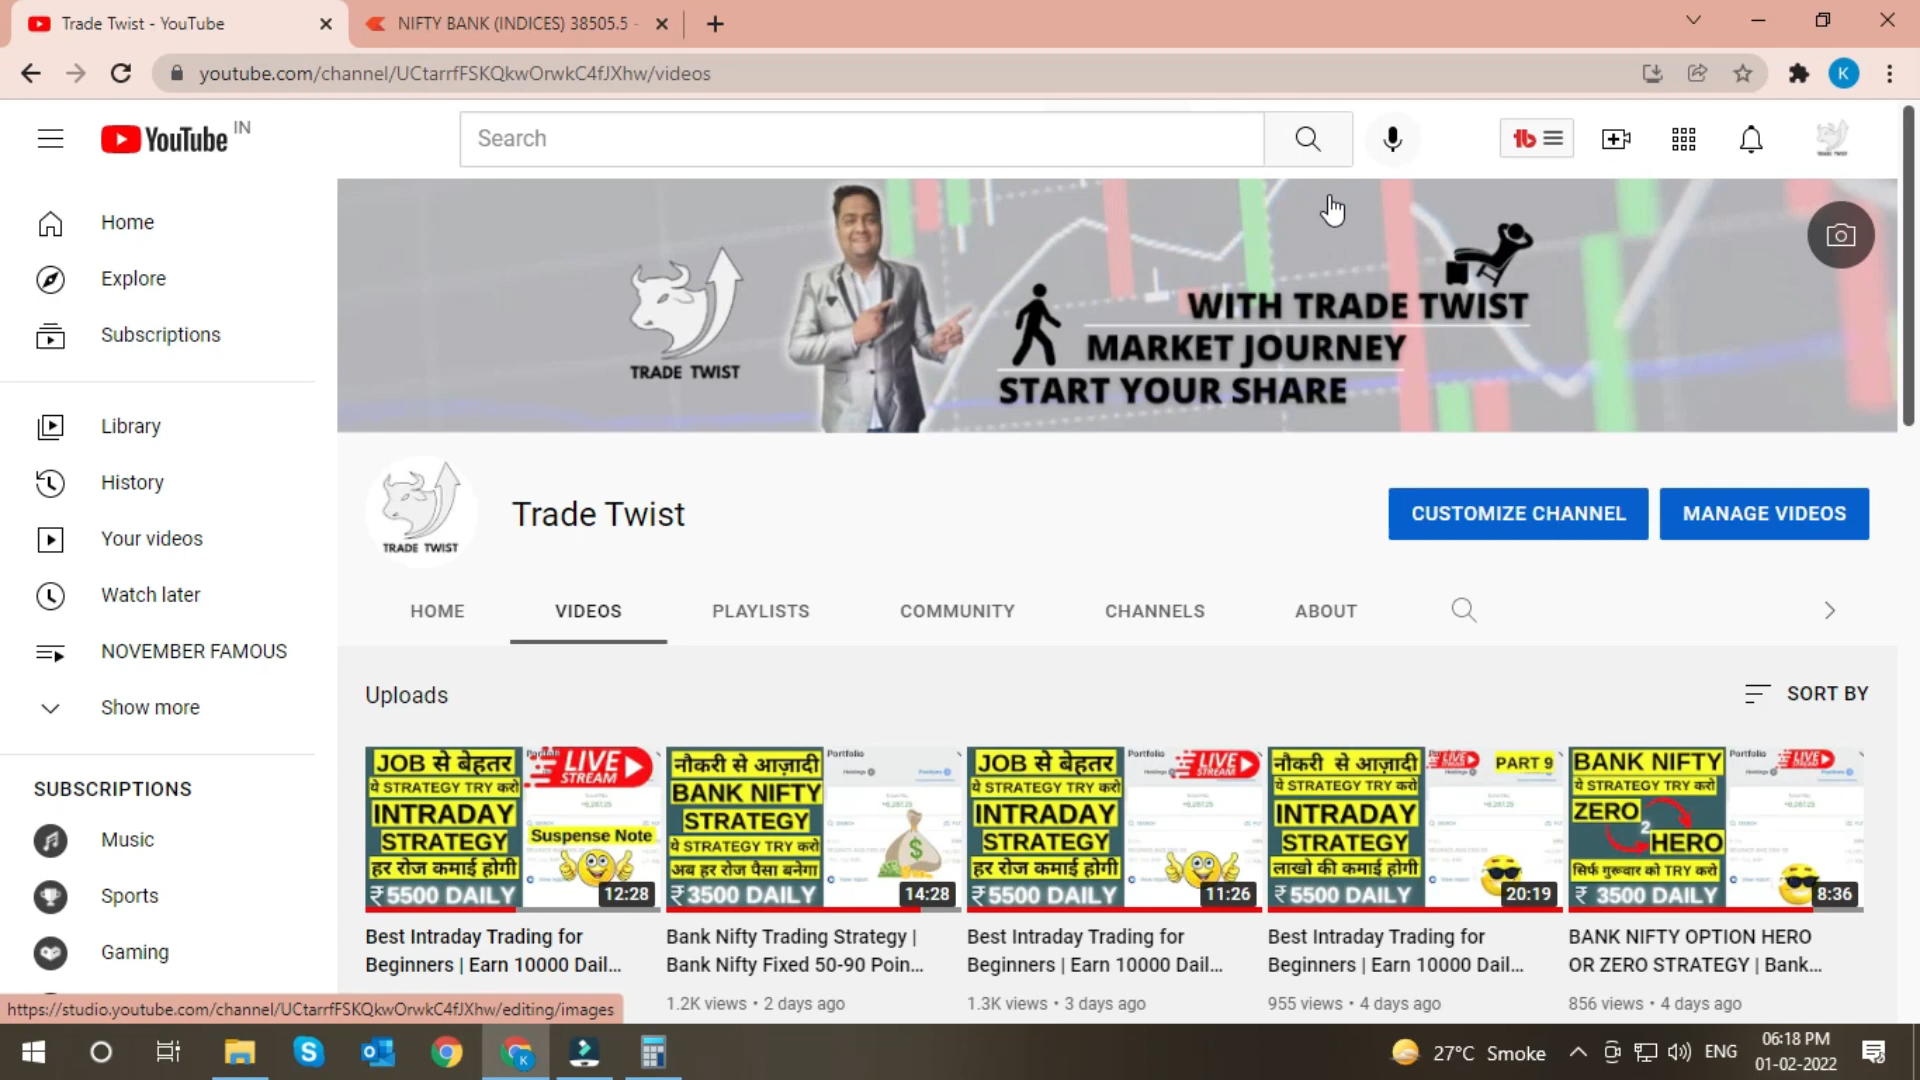 Trade Twist - YouTube
NIFTY BANK (INDICES) 38505.5 -
youtube.com/channel/UCtarrfFSKQkwOrwkC4fJXhw/videos
K
YouTube IN
Search
Home
Explore
Subscriptions
Library
History
Your videos
Watch later
NOVEMBER FAMOUS
Show more
SUBSCRIPTIONS
Music
Sports
Gaming
TRADE TWIST
WITH TRADE TWIST
MARKET JOURNEY
START YOUR SHARE
TRADE TWIST
Trade Twist
CUSTOMIZE CHANNEL
MANAGE VIDEOS
HOME
VIDEOS
PLAYLISTS
COMMUNITY
CHANNELS
ABOUT
Uploads
SORT BY
JOB से बेहतर
ये STRATEGY TRY करो
INTRADAY
STRATEGY
हर रोज कमाई होगी
₹5500 DAILY
LIVE
STREAM
Suspense Note
12:28
Best Intraday Trading for
Beginners | Earn 10000 Dail...
नौकरी से आज़ादी
BANK NIFTY
STRATEGY
ये STRATEGY TRY करो
अब हर रोज पैसा बनेगा
₹3500 DAILY
Portfolio
14:28
Bank Nifty Trading Strategy |
Bank Nifty Fixed 50-90 Poin...
1.2K views • 2 days ago
JOB से बेहतर
ये STRATEGY TRY करो
INTRADAY
STRATEGY
हर रोज कमाई होगी
₹5500 DAILY
Portfolio
LIVE
STREAM
11:26
Best Intraday Trading for
Beginners | Earn 10000 Dail...
1.3K views • 3 days ago
नौकरी से आज़ादी
ये STRATEGY TRY करो
INTRADAY
STRATEGY
लाखो की कमाई होगी
₹5500 DAILY
LIVE
STREAM
PART 9
20:19
Best Intraday Trading for
Beginners | Earn 10000 Dail...
955 views • 4 days ago
BANK NIFTY
ये STRATEGY TRY करो
ZERO
2
HERO
सिर्फ गुरूवार को TRY करो
₹ 3500 DAILY
Portfolio
LIVE
STREAM
8:36
BANK NIFTY OPTION HERO
OR ZERO STRATEGY | Bank...
856 views • 4 days ago
https://studio.youtube.com/channel/UCtarrfFSKQkwOrwkC4fJXhw/editing/images
27°C Smoke
ENG
06:18 PM
01-02-2022